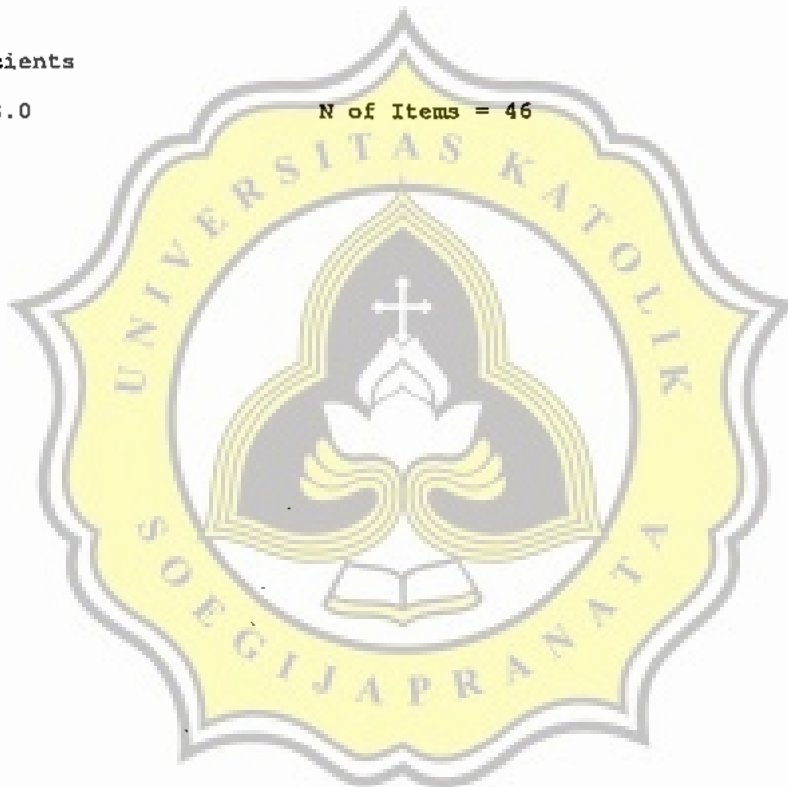 cients
.0 N of Items = 46
UNIVERSITAS KATOLIK
SOEGIJAPRANATA